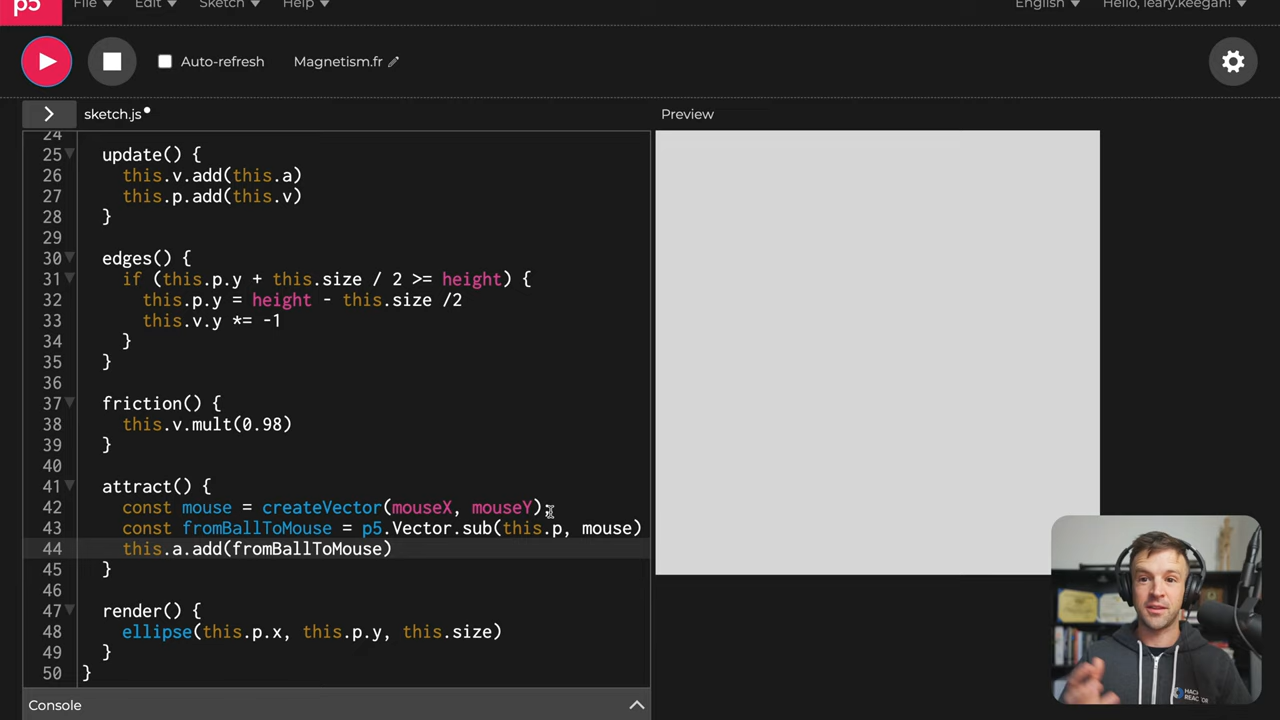 p5 File Edit Sketch Help English Hello, leary.keegan!
Auto-refresh Magnetism.fr
sketch.js Preview
24
25 update() {
26 this.v.add(this.a)
27 this.p.add(this.v)
28 }
29
30 edges() {
31 if (this.p.y + this.size / 2 >= height) {
32 this.p.y = height - this.size /2
33 this.v.y *= -1
34 }
35 }
36
37 friction() {
38 this.v.mult(0.98)
39 }
40
41 attract() {
42 const mouse = createVector(mouseX, mouseY);
43 const fromBallToMouse = p5.Vector.sub(this.p, mouse)
44 this.a.add(fromBallToMouse)
45 }
46
47 render() {
48 ellipse(this.p.x, this.p.y, this.size)
49 }
50 }
Console